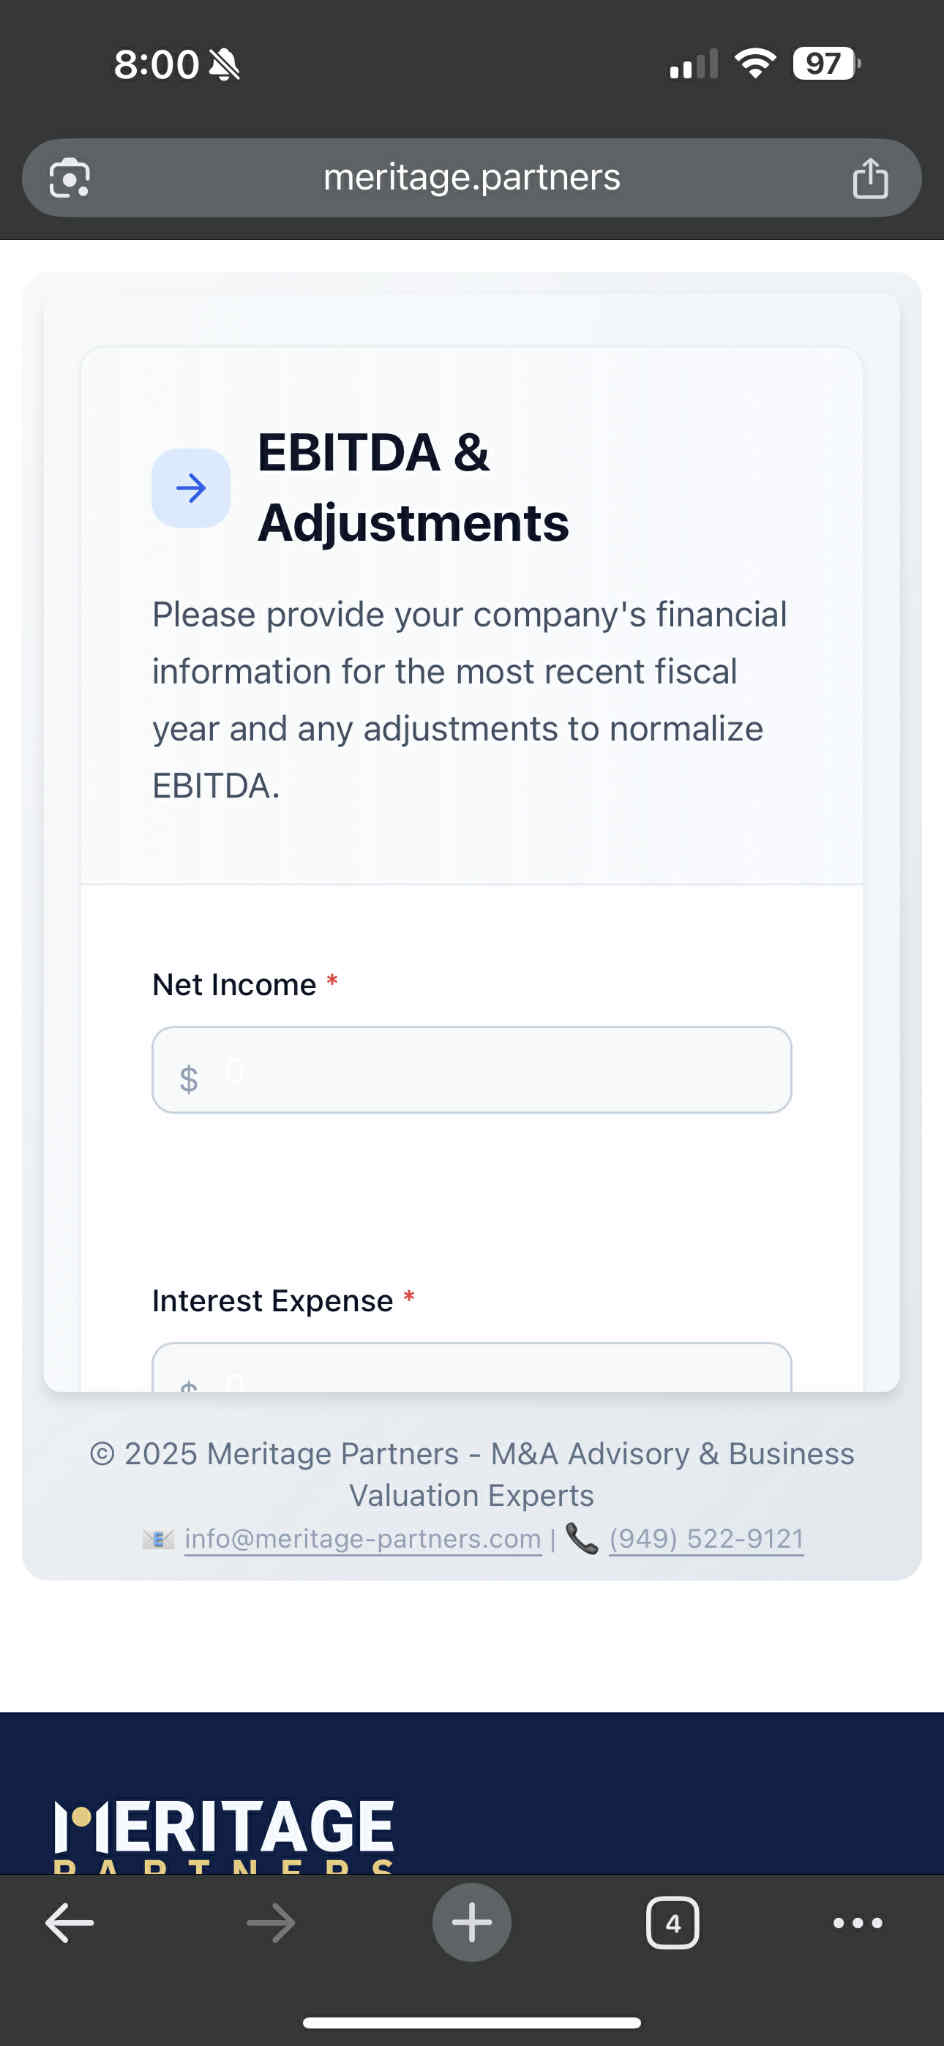 8:00
97
meritage.partners
EBITDA &
Adjustments
Please provide your company's financial
information for the most recent fiscal
year and any adjustments to normalize
EBITDA.
Net Income *
$ 0
Interest Expense *
$ 0
© 2025 Meritage Partners - M&A Advisory & Business
Valuation Experts
📧 info@meritage-partners.com | 📞 (949) 522-9121
MERITAGE
PARTNERS
4